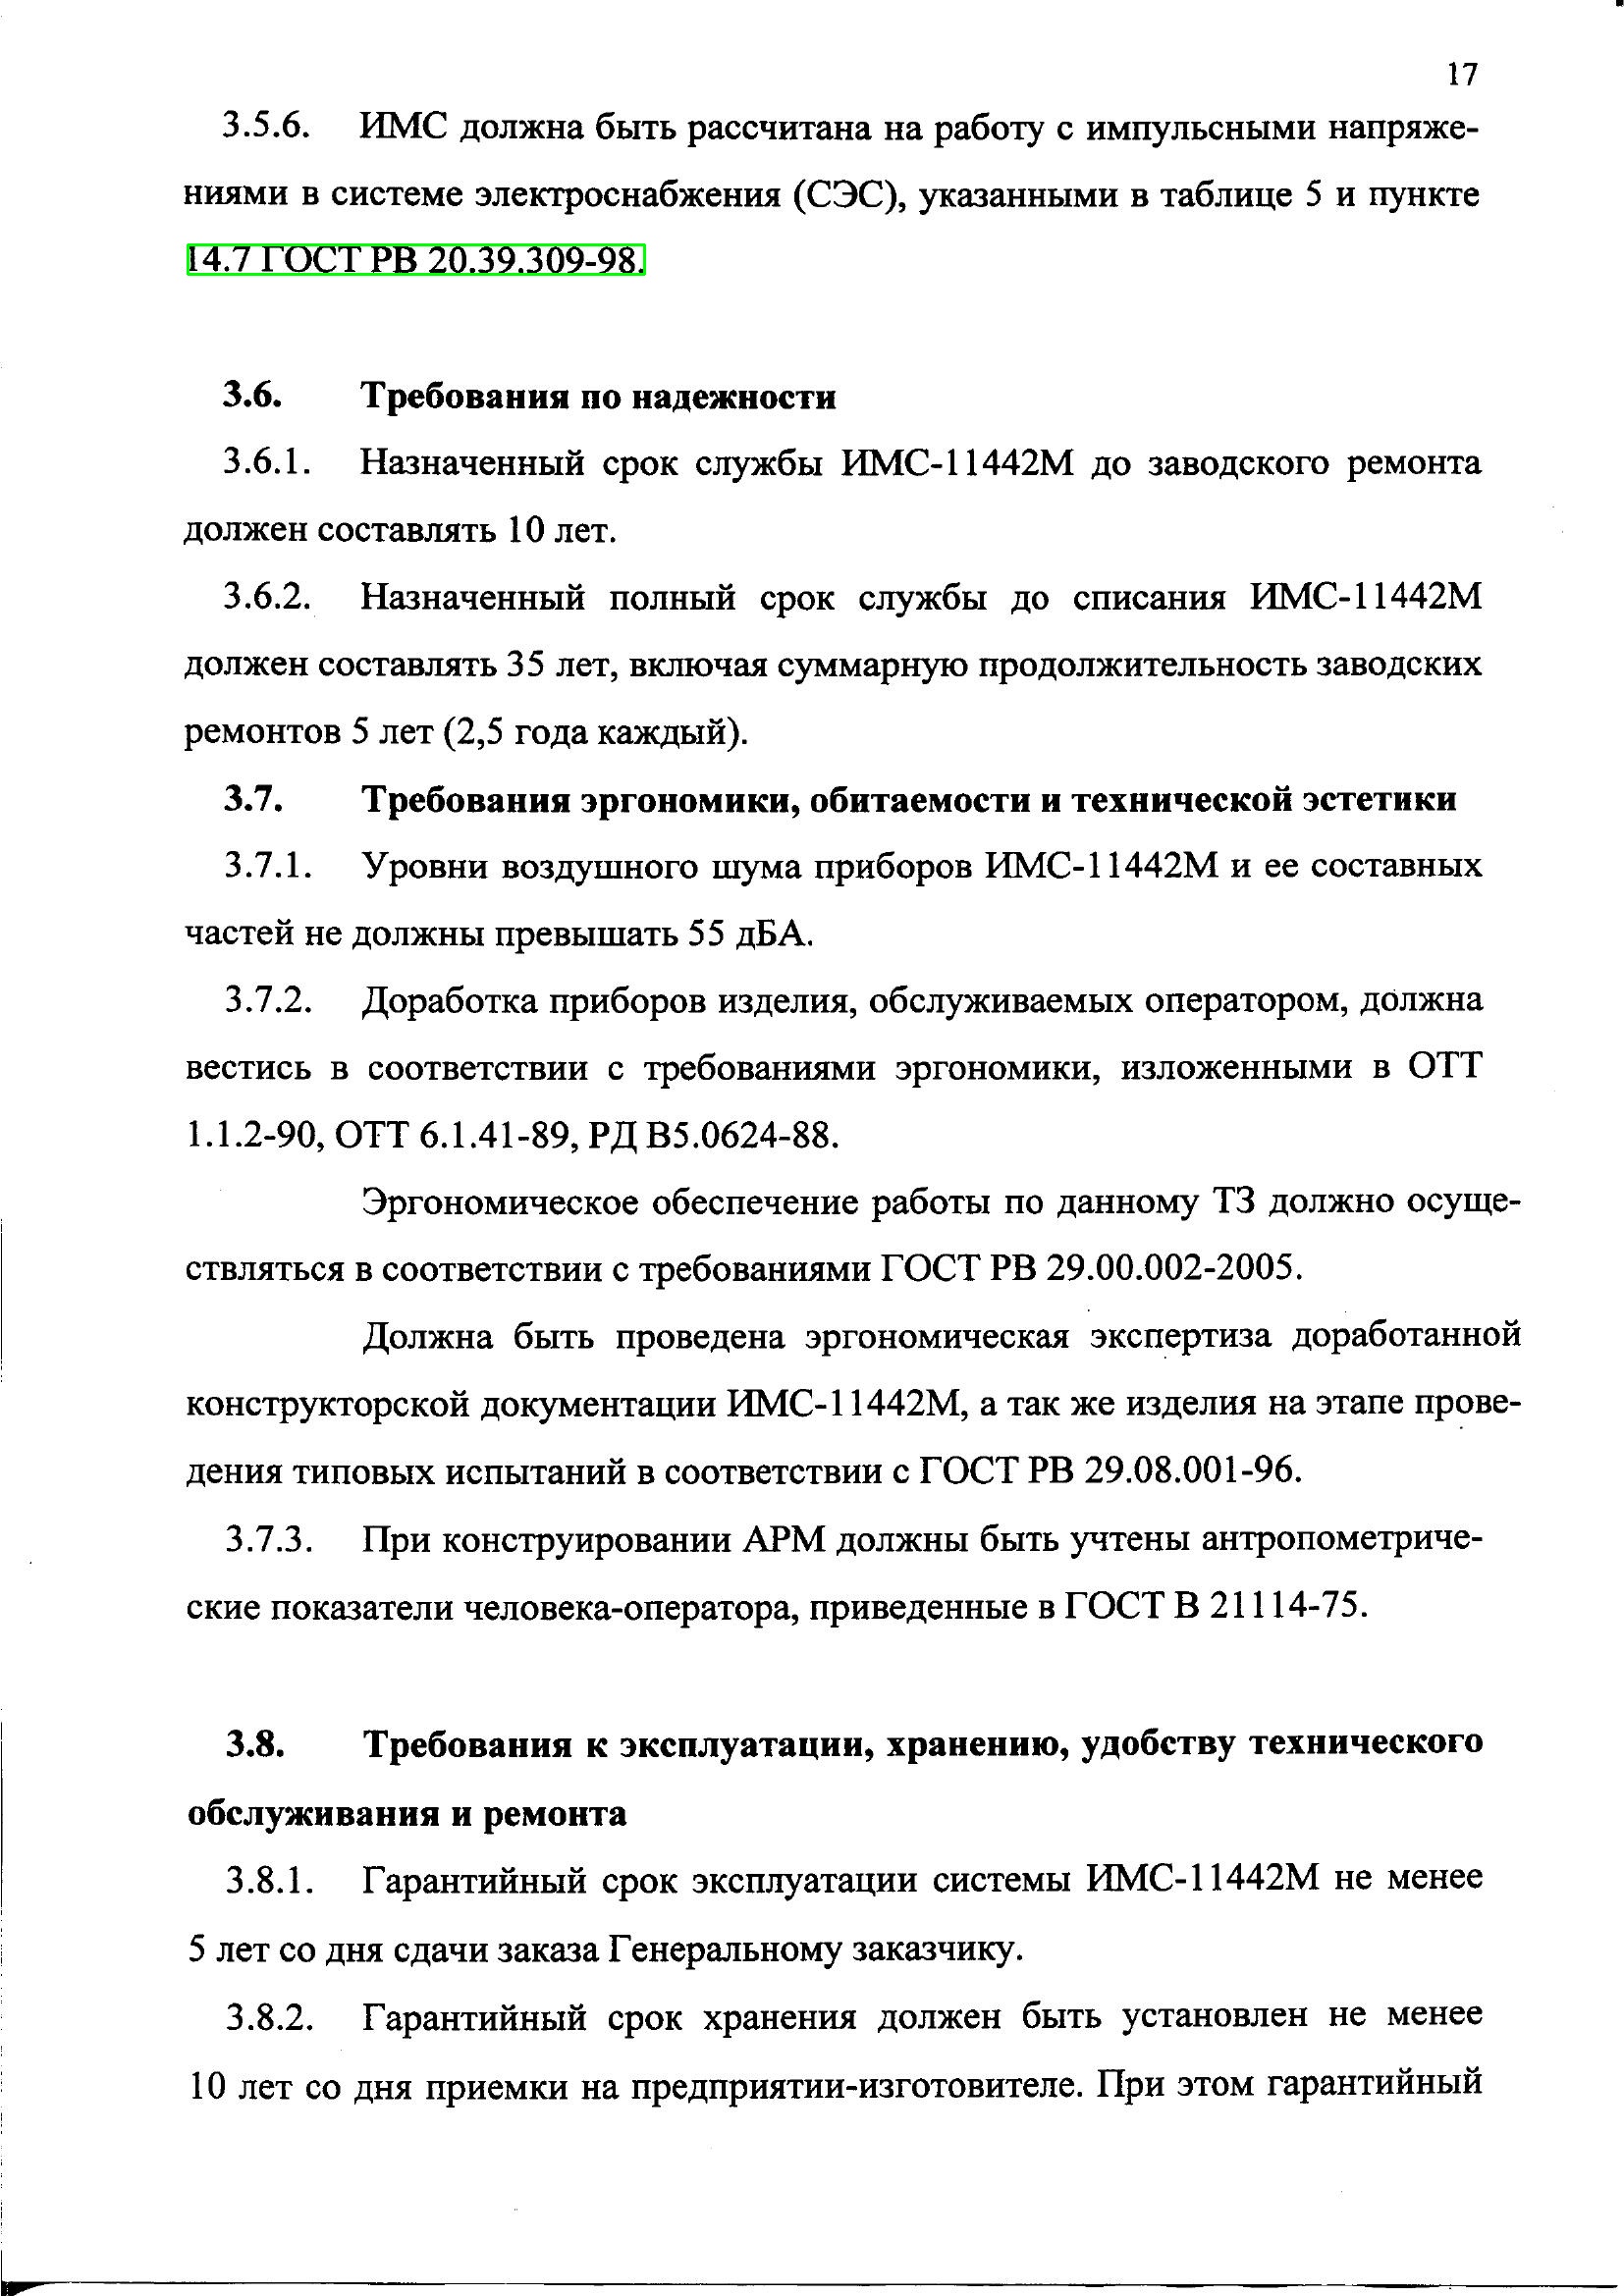 17
3.5.6. ИМС должна быть рассчитана на работу с импульсными напряже-
ниями в системе электроснабжения (СЭС), указанными в таблице 5 и пункте
14.7 ГОСТ РВ 20.39.309-98.
3.6. Требования по надежности
3.6.1. Назначенный срок службы ИМС-11442М до заводского ремонта
должен составлять 10 лет.
3.6.2. Назначенный полный срок службы до списания ИМС-11442М
должен составлять 35 лет, включая суммарную продолжительность заводских
ремонтов 5 лет (2,5 года каждый).
3.7. Требования эргономики, обитаемости и технической эстетики
3.7.1. Уровни воздушного шума приборов ИМС-11442М и ее составных
частей не должны превышать 55 дБА.
3.7.2. Доработка приборов изделия, обслуживаемых оператором, должна
вестись в соответствии с требованиями эргономики, изложенными в ОТТ
1.1.2-90, ОТТ 6.1.41-89, РД В5.0624-88.
Эргономическое обеспечение работы по данному ТЗ должно осуще-
ствляться в соответствии с требованиями ГОСТ РВ 29.00.002-2005.
Должна быть проведена эргономическая экспертиза доработанной
конструкторской документации ИМС-11442М, а так же изделия на этапе прове-
дения типовых испытаний в соответствии с ГОСТ РВ 29.08.001-96.
3.7.3. При конструировании АРМ должны быть учтены антропометриче-
ские показатели человека-оператора, приведенные в ГОСТ В 21114-75.
3.8. Требования к эксплуатации, хранению, удобству технического
обслуживания и ремонта
3.8.1. Гарантийный срок эксплуатации системы ИМС-11442М не менее
5 лет со дня сдачи заказа Генеральному заказчику.
3.8.2. Гарантийный срок хранения должен быть установлен не менее
10 лет со дня приемки на предприятии-изготовителе. При этом гарантийный